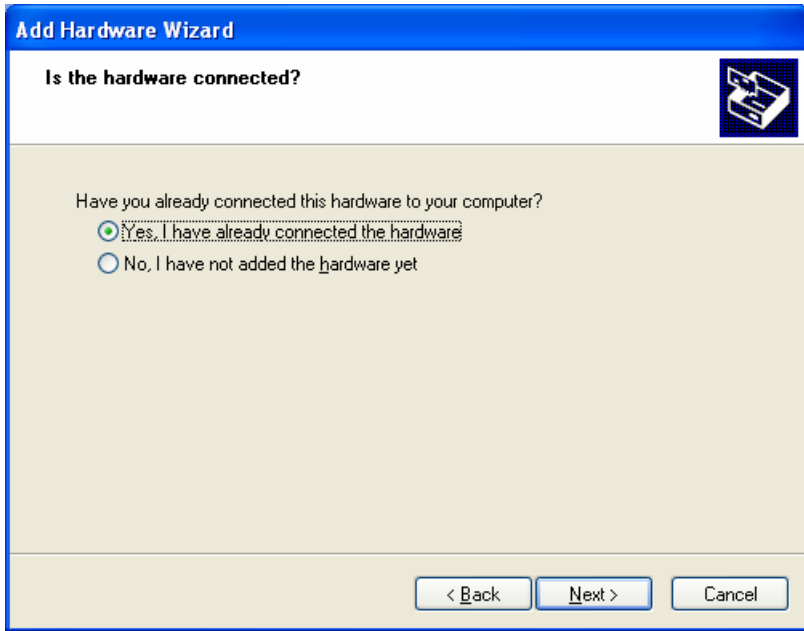 Add Hardware Wizard
Is the hardware connected?
Have you already connected this hardware to your computer?
Yes, I have already connected the hardware
No, I have not added the hardware yet
< Back Next > Cancel